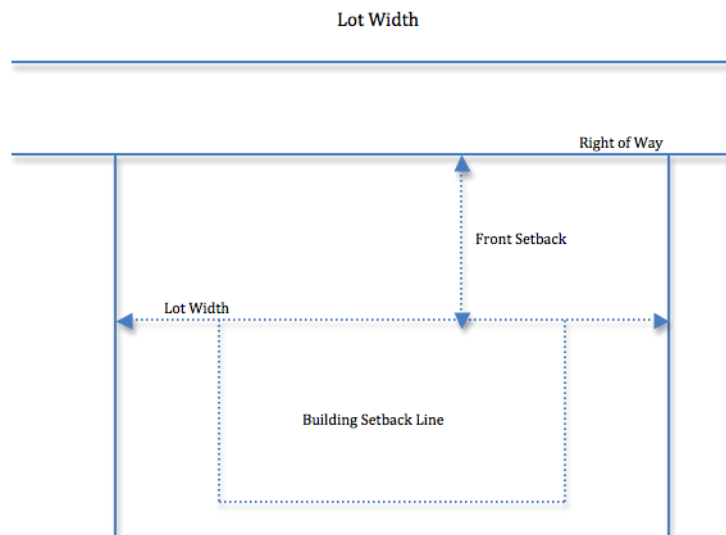 Lot Width
Right of Way
Front Setback
Lot Width
Building Setback Line